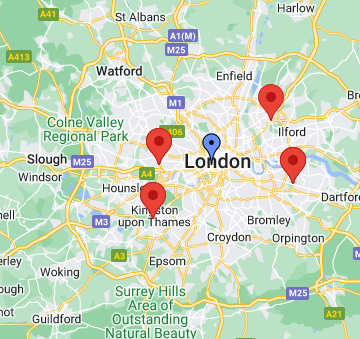 A41
St Albans
Harlow
A1(M)
M25
A413
Watford
Enfield
M1
Colne Valley
Regional Park
A406
Ilford
Slough
M25
London
Windsor
A4
Hounslow
Dartford
M3
Kingston
upon Thames
Bromley
Croydon
Orpington
A3
Epsom
Woking
Surrey Hills
Area of
Outstanding
Natural Beauty
M25
Guildford
A21